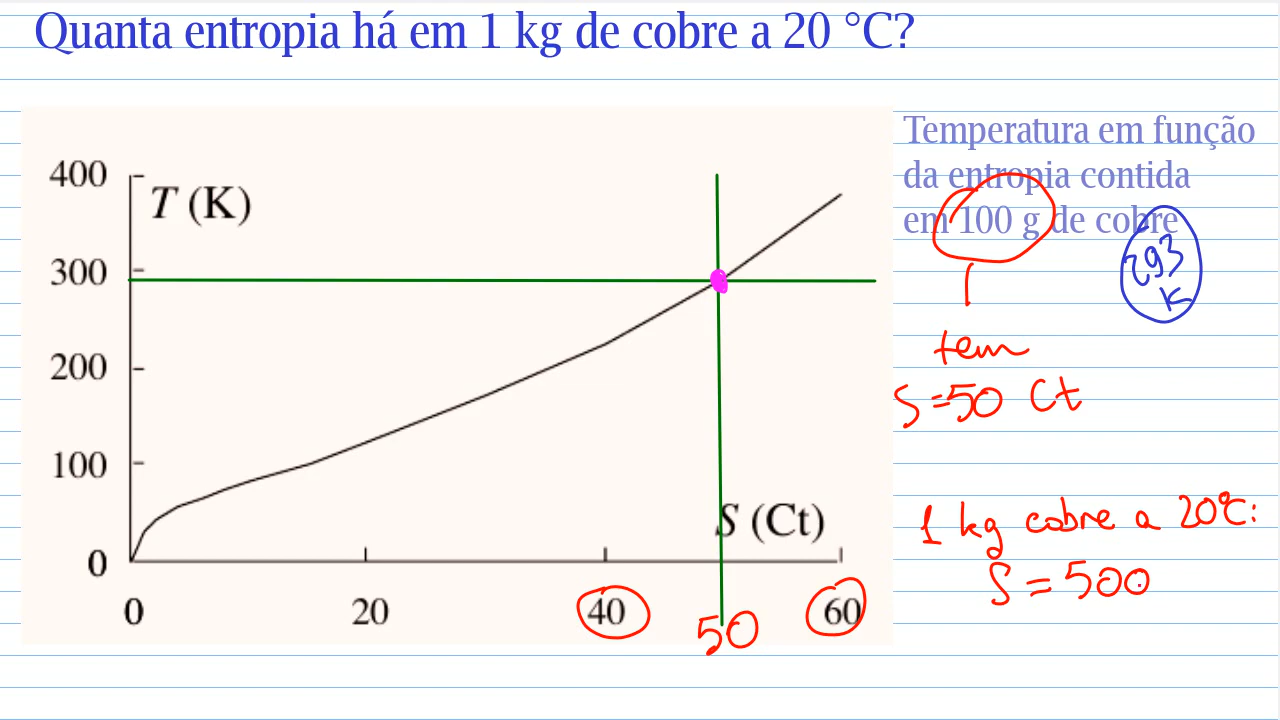 Quanta entropia há em 1 kg de cobre a 20 °C?
Temperatura em função
da entropia contida
em 100 g de cobre
293
K
tem
S=50 Ct
1 kg cobre a 20°C:
S = 500
T (K)
400
300
200
100
0
S (Ct)
0 20 40 50 60